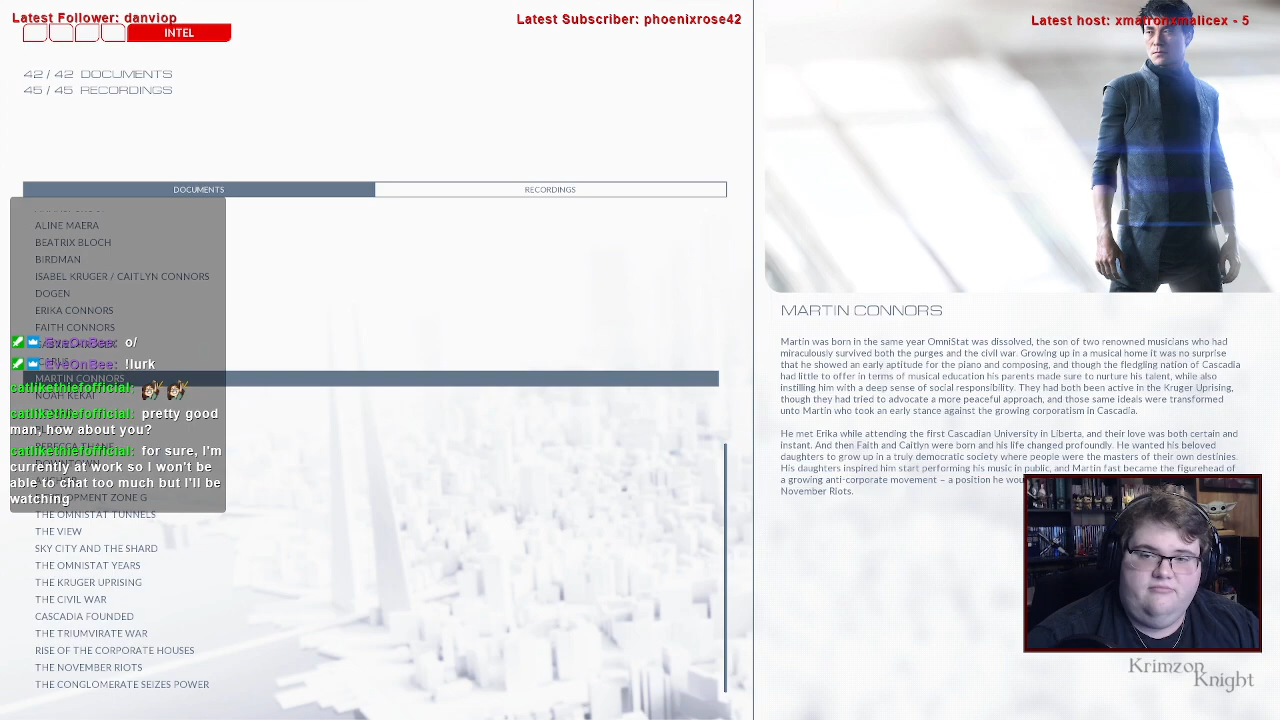 Latest Follower: danviop
Latest Subscriber: phoenixrose42
Latest host: xmatronxmalicex - 5
INTEL
42 / 42 DOCUMENTS
45 / 45 RECORDINGS
DOCUMENTS
RECORDINGS
ALINE MAERA
BEATRIX BLOCH
BIRDMAN
ISABEL KRUGER / CAITLYN CONNORS
DOGEN
ERIKA CONNORS
FAITH CONNORS
EveOnBee: o/
EveOnBee: !lurk
MARTIN CONNORS
catlikethiefofficial:
NOAH KEKAI
catlikethiefofficial: pretty good
man, how about you?
REBECCA THANE
catlikethiefofficial: for sure, I'm
currently at work so I won't be
able to chat too much but I'll be
watching
DOWNTOWN
DEVELOPMENT ZONE G
THE OMNISTAT TUNNELS
THE VIEW
SKY CITY AND THE SHARD
THE OMNISTAT YEARS
THE KRUGER UPRISING
THE CIVIL WAR
CASCADIA FOUNDED
THE TRIUMVIRATE WAR
RISE OF THE CORPORATE HOUSES
THE NOVEMBER RIOTS
THE CONGLOMERATE SEIZES POWER
MARTIN CONNORS
Martin was born in the same year OmniStat was dissolved, the son of two renowned musicians who had
miraculously survived both the purges and the civil war. Growing up in a musical home it was no surprise
that he showed an early aptitude for the piano and composing, and though the fledgling nation of Cascadia
had little to offer in terms of musical education his parents made sure to nurture his talent, while also
instilling him with a deep sense of social responsibility. They had both been active in the Kruger Uprising,
though they had tried to advocate a more peaceful approach, and those same ideals were transformed
unto Martin who took an early stance against the growing corporatism in Cascadia.
He met Erika while attending the first Cascadian University in Liberta, and their love was both certain and
instant. And then Faith and Caitlyn were born and his life changed profoundly. He wanted his beloved
daughters to grow up in a truly democratic society where people were the masters of their own destinies.
His daughters inspired him start performing his music in public, and Martin fast became the figurehead of
a growing anti-corporate movement – a position he wou
November Riots.
Krimzon
Knight